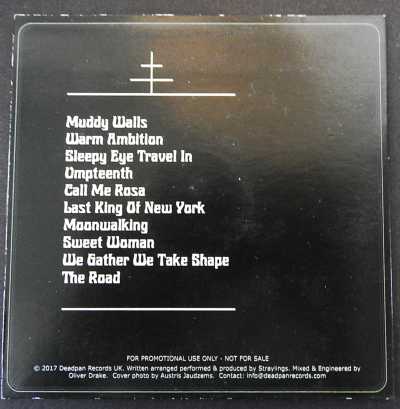 Muddy Walls
Warm Ambition
Sleepy Eye Travel In
Umpteenth
Call Me Rosa
Last King Of New York
Moonwalking
Sweet Woman
We Gather We Take Shape
The Road
FOR PROMOTIONAL USE ONLY - NOT FOR SALE
© 2017 Deadpan Records UK. Written arranged performed & produced by Straylings. Mixed & Engineered by
Oliver Drake. Cover photo by Austris Jaudzems. Contact: info@deadpanrecords.com